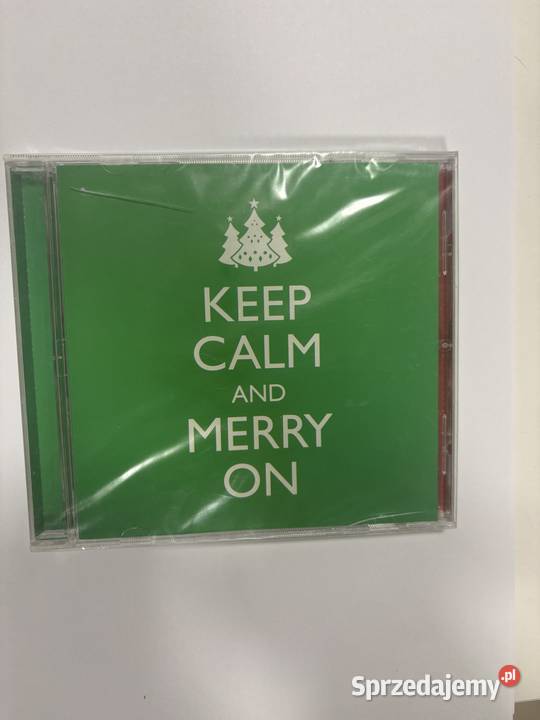 KEEP
CALM
AND
MERRY
ON
Sprzedajemy.pl